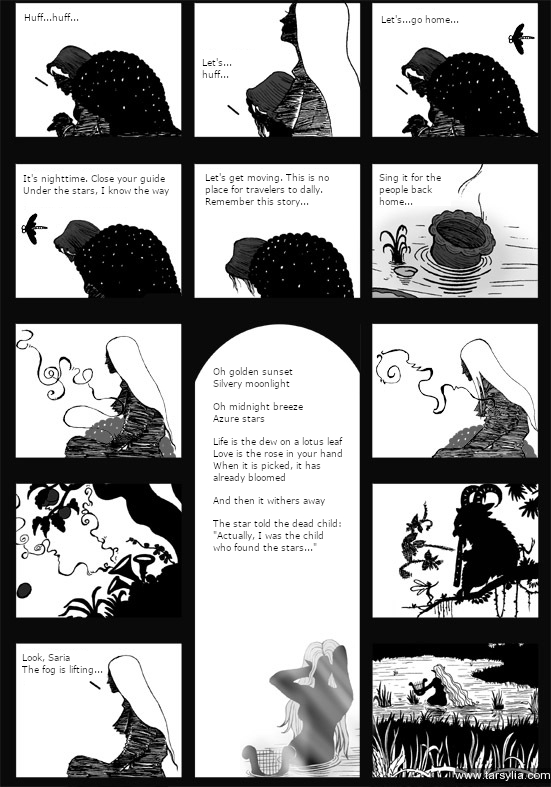 Huff...huff...
Let's...
huff...
Let's...go home...
It's nighttime. Close your guide
Under the stars, I know the way
Let's get moving. This is no
place for travelers to dally.
Remember this story...
Sing it for the
people back
home...
Oh golden sunset
Silvery moonlight
Oh midnight breeze
Azure stars
Life is the dew on a lotus leaf
Love is the rose in your hand
When it is picked, it has
already bloomed
And then it withers away
The star told the dead child:
"Actually, I was the child
who found the stars..."
Look, Saria
The fog is lifting...
www.tarsylia.com